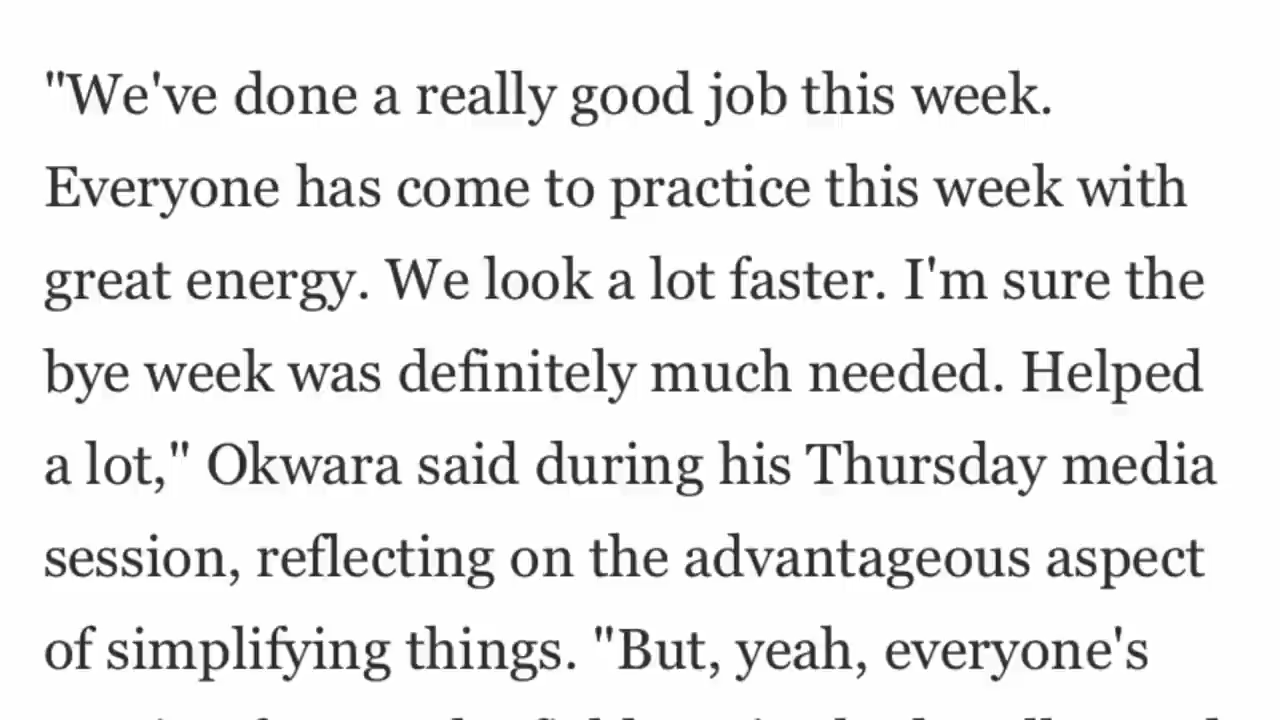 "We've done a really good job this week.
Everyone has come to practice this week with
great energy. We look a lot faster. I'm sure the
bye week was definitely much needed. Helped
a lot," Okwara said during his Thursday media
session, reflecting on the advantageous aspect
of simplifying things. "But, yeah, everyone's